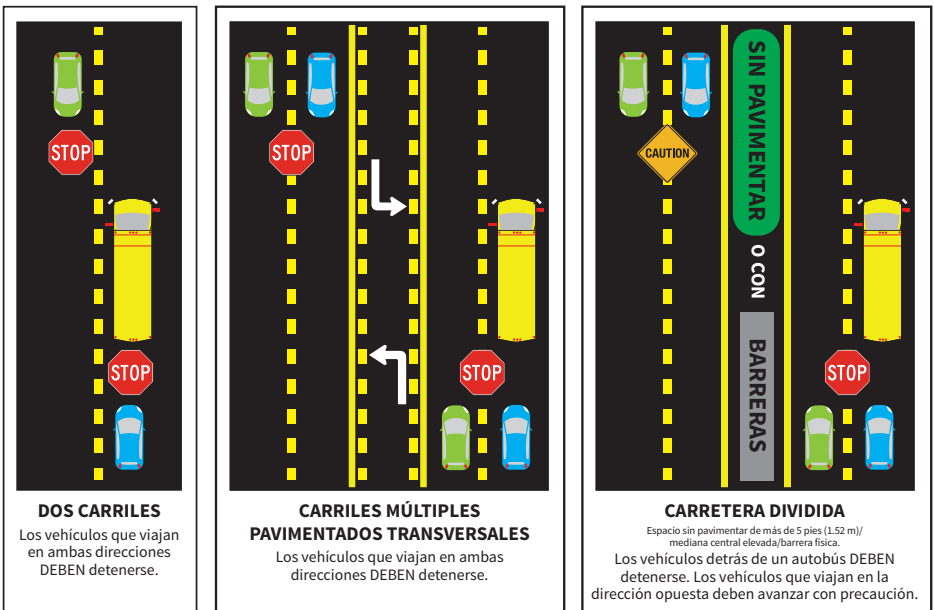 STOP
STOP
DOS CARRILES
Los vehículos que viajan
en ambas direcciones
DEBEN detenerse.
STOP
STOP
CARRILES MÚLTIPLES
PAVIMENTADOS TRANSVERSALES
Los vehículos que viajan en ambas
direcciones DEBEN detenerse.
CAUTION
SIN PAVIMENTAR
O CON
BARRERAS
STOP
CARRETERA DIVIDIDA
Espacio sin pavimentar de más de 5 pies (1.52 m)/
mediana central elevada/barrera física.
Los vehículos detrás de un autobús DEBEN
detenerse. Los vehículos que viajan en la
dirección opuesta deben avanzar con precaución.